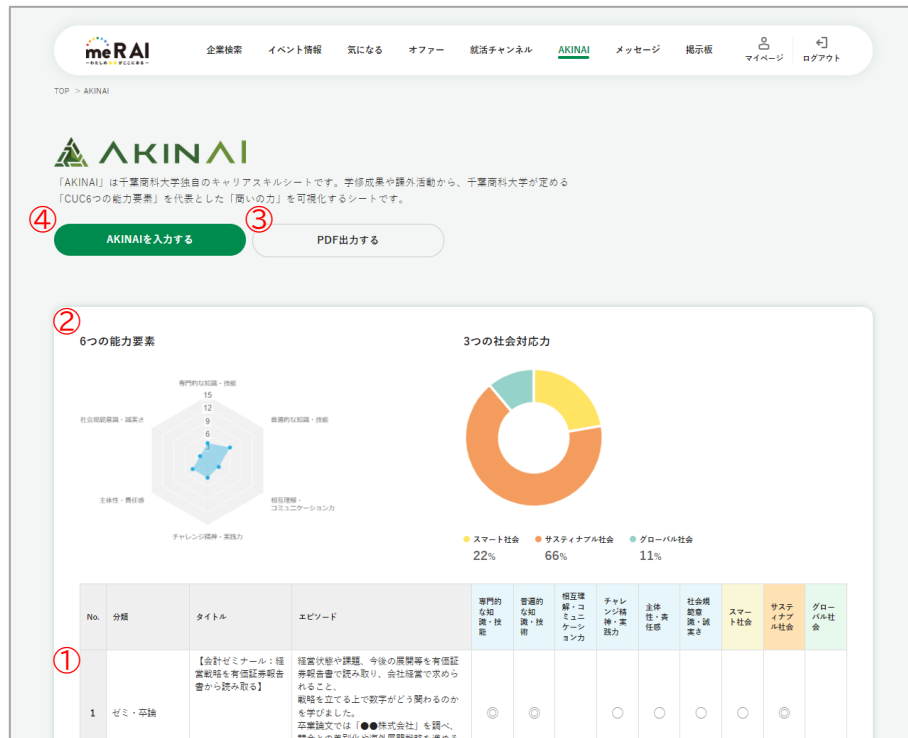 meRAI
企業検索 イベント情報 気になる オファー 就活チャンネル AKINAI メッセージ 掲示板 マイページ ログアウト
TOP > AKINAI
AKINAI
「AKINAI」は千葉商科大学独自のキャリアスキルシートです。学修成果や課外活動から、千葉商科大学が定める
「CUC6つの能力要素」を代表とした「商いの力」を可視化するシートです。
④ ③
AKINAIを入力する PDF出力する
②
6つの能力要素 3つの社会対応力
専門的な知識・技能
15
12
9
6
3
社会規範意識・誠実さ 普遍的な知識・技能
主体性・責任感 相互理解・
コミュニケーション力
チャレンジ精神・実践力
スマート社会 サスティナブル社会 グローバル社会
22% 66% 11%
No. 分類 タイトル エピソード
専門的
な知
識・技
能
普遍的
な知
識・技
術
相互理
解・コ
ミュニ
ケーシ
ョン力
チャレ
ンジ精
神・実
践力
主体
性・責
任感
社会規
範意
識・誠
実さ
スマー
ト社会
サステ
ィナブ
ル社会
グロー
バル社
会
①
1 ゼミ・卒論
【会計ゼミナール：経
営戦略を有価証券報告
書から読み取る】
経営状態や課題、今後の展開等を有価証
券報告書で読み取り、会社経営で求めら
れること、
戦略を立てる上で数字がどう関わるのか
を学びました。
卒業論文では「●●株式会社」を調べ、
◎ ◎ ○ ○ ○ ○ ◎